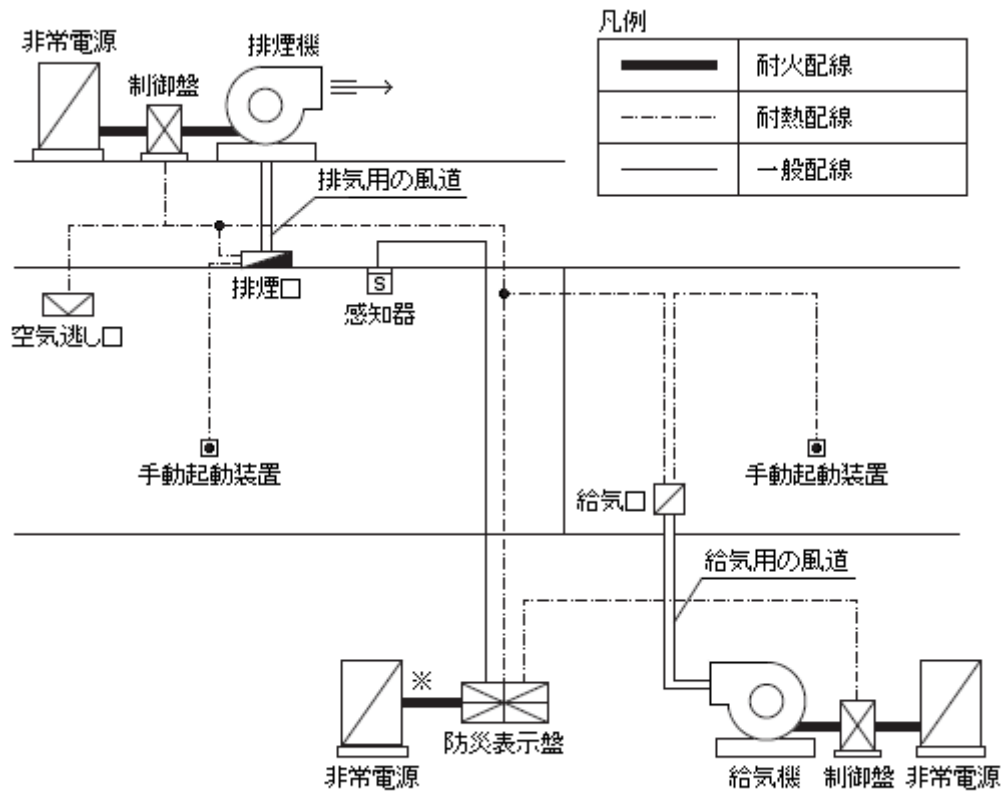 凡例
耐火配線
耐熱配線
一般配線
非常電源
制御盤
排煙機
排気用の風道
排煙口
S
感知器
空気逃し口
手動起動装置
手動起動装置
給気口
給気用の風道
※
非常電源
防災表示盤
給気機
制御盤
非常電源